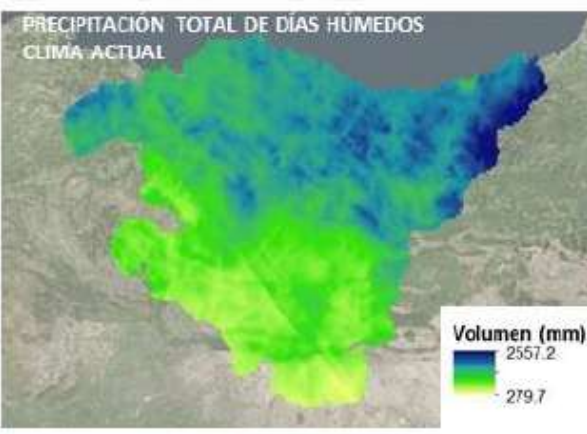 PRECIPITACIÓN TOTAL DE DÍAS HÚMEDOS
CLIMA ACTUAL
Volumen (mm)
2557.2
279.7